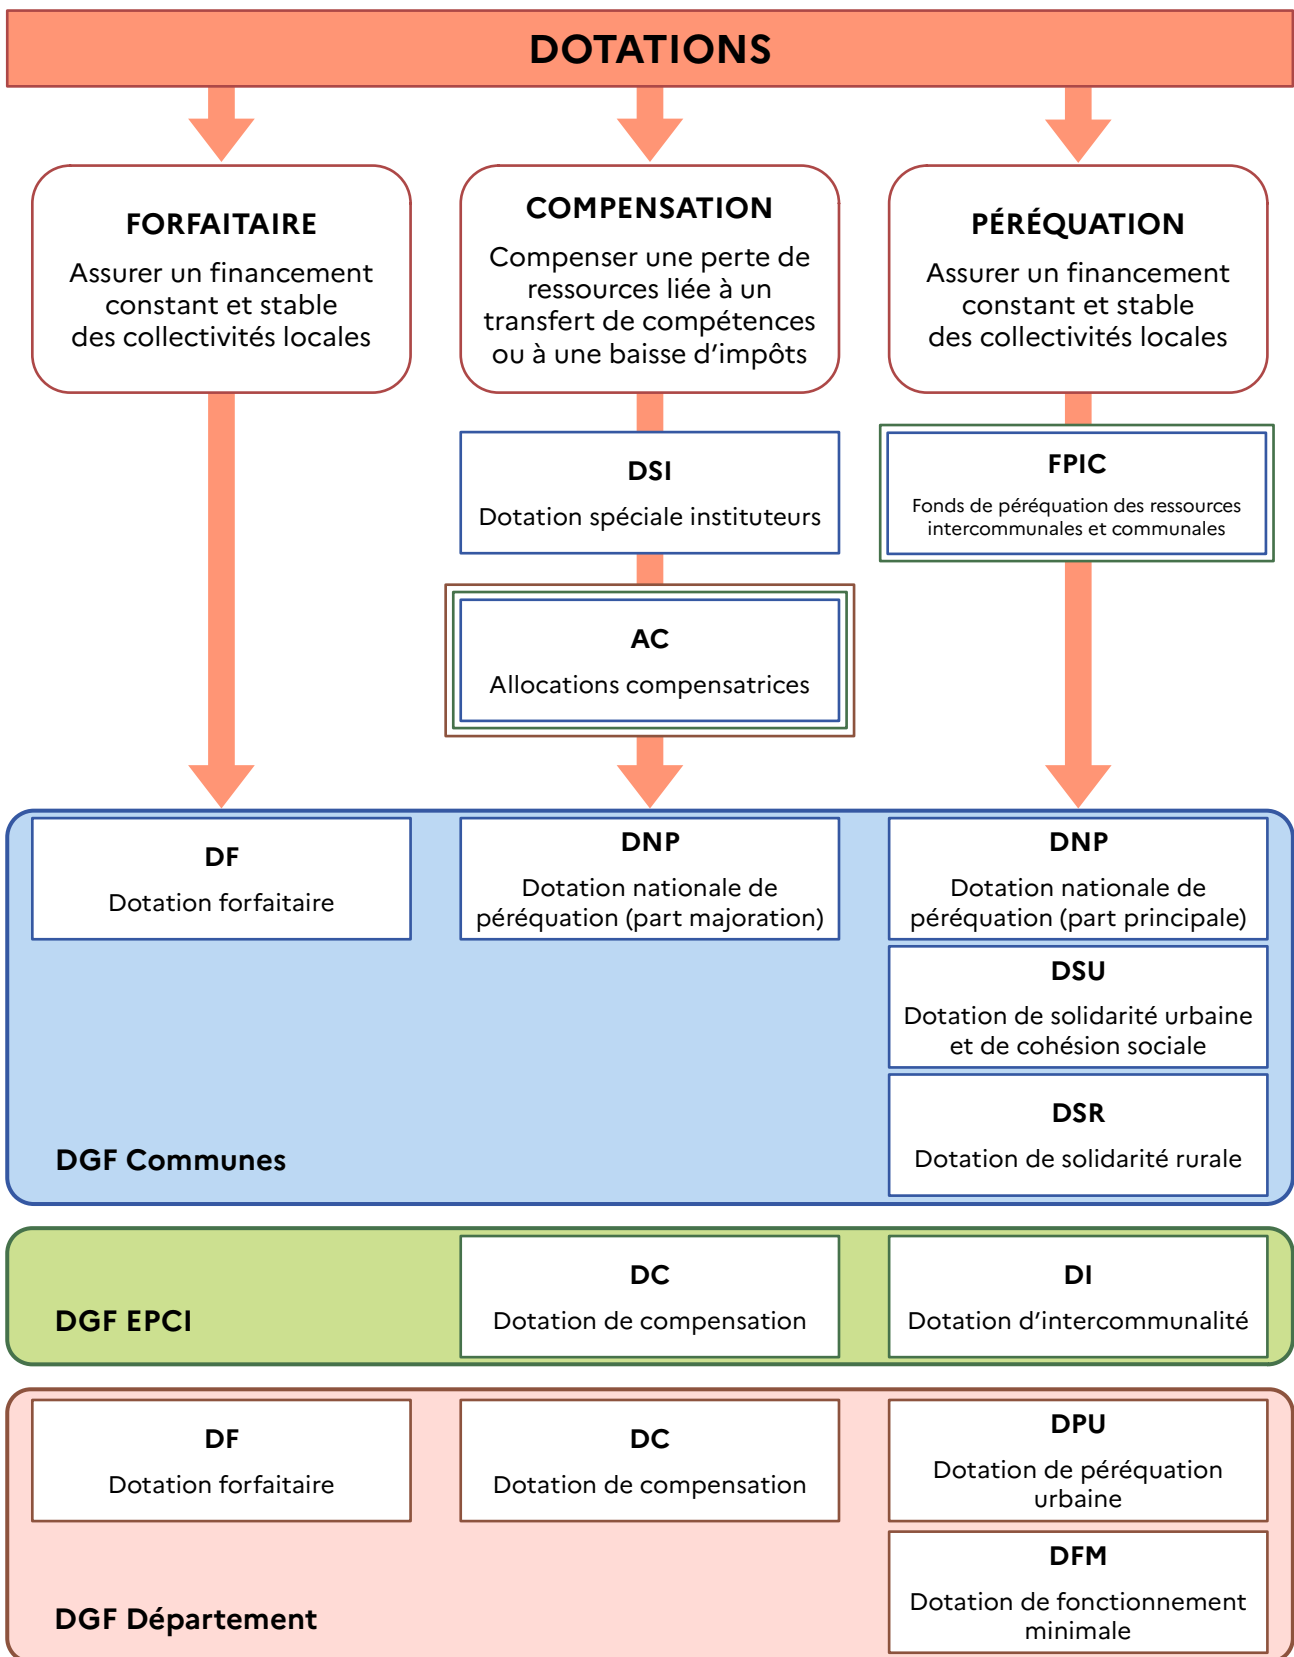 DOTATIONS
FORFAITAIRE
Assurer un financement
constant et stable
des collectivités locales
COMPENSATION
Compenser une perte de
ressources liée à un
transfert de compétences
ou à une baisse d’impôts
PÉRÉQUATION
Assurer un financement
constant et stable
des collectivités locales
DSI
Dotation spéciale instituteurs
FPIC
Fonds de péréquation des ressources
intercommunales et communales
AC
Allocations compensatrices
DF
Dotation forfaitaire
DNP
Dotation nationale de
péréquation (part majoration)
DNP
Dotation nationale de
péréquation (part principale)
DSU
Dotation de solidarité urbaine
et de cohésion sociale
DSR
Dotation de solidarité rurale
DGF Communes
DC
Dotation de compensation
DI
Dotation d’intercommunalité
DGF EPCI
DF
Dotation forfaitaire
DC
Dotation de compensation
DPU
Dotation de péréquation
urbaine
DFM
Dotation de fonctionnement
minimale
DGF Département